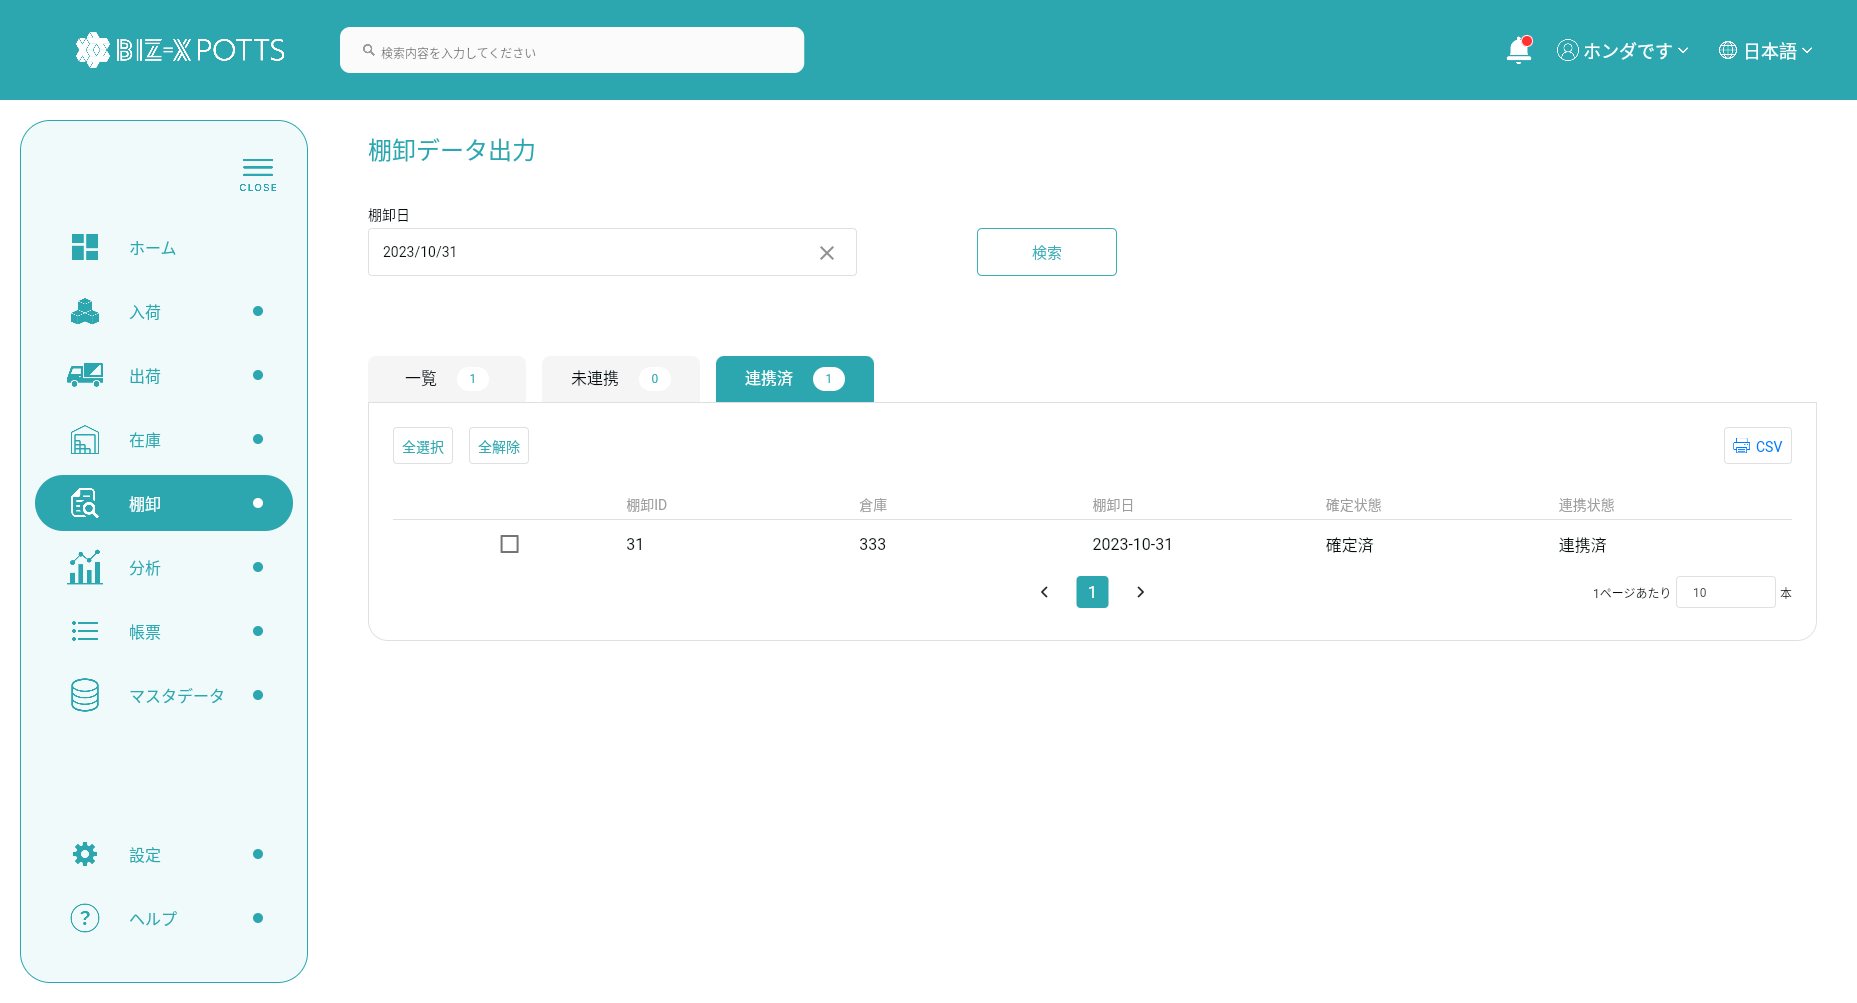 BIZ-X POTTS
検索内容を入力してください
ホンダです
日本語
CLOSE
ホーム
入荷
出荷
在庫
棚卸
分析
帳票
マスタデータ
設定
ヘルプ
棚卸データ出力
棚卸日
2023/10/31
検索
一覧 1
未連携 0
連携済 1
全選択 全解除 CSV
棚卸ID 倉庫 棚卸日 確定状態 連携状態
31 333 2023-10-31 確定済 連携済
1
1ページあたり 10 本